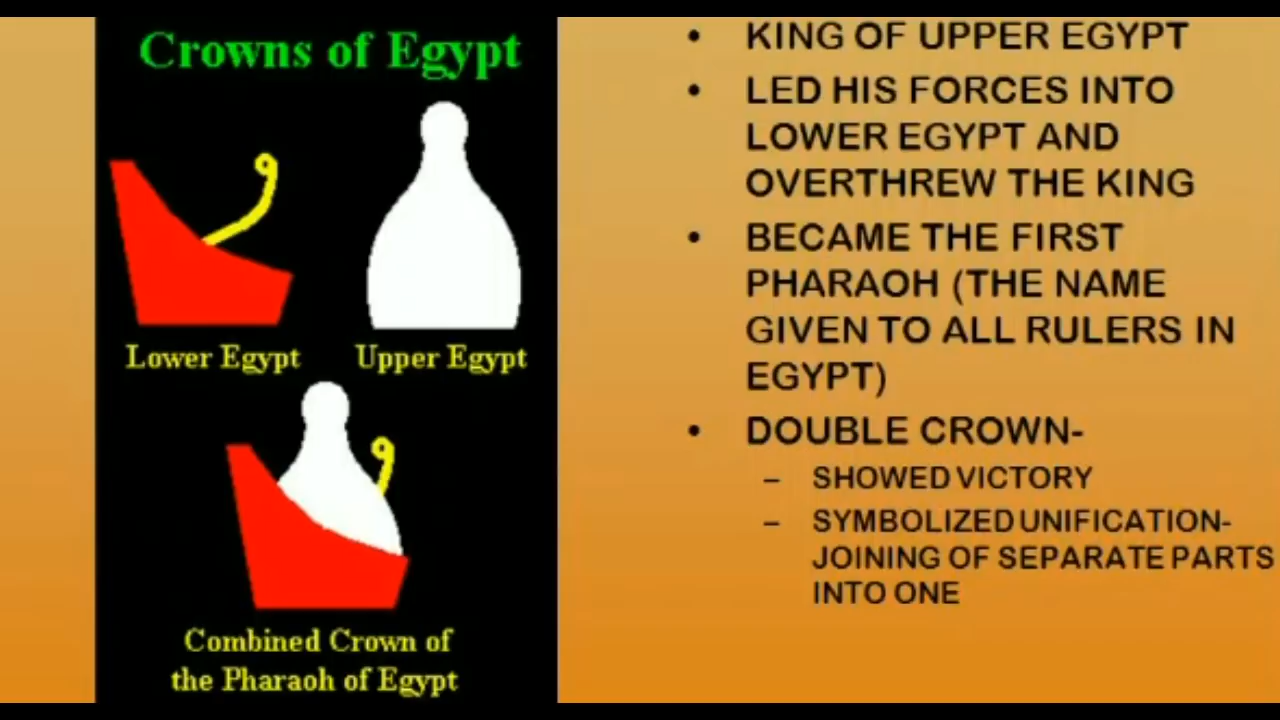 Crowns of Egypt
Lower Egypt
Upper Egypt
Combined Crown of
the Pharaoh of Egypt
• KING OF UPPER EGYPT
• LED HIS FORCES INTO
LOWER EGYPT AND
OVERTHREW THE KING
• BECAME THE FIRST
PHARAOH (THE NAME
GIVEN TO ALL RULERS IN
EGYPT)
• DOUBLE CROWN-
– SHOWED VICTORY
– SYMBOLIZED UNIFICATION-
JOINING OF SEPARATE PARTS
INTO ONE